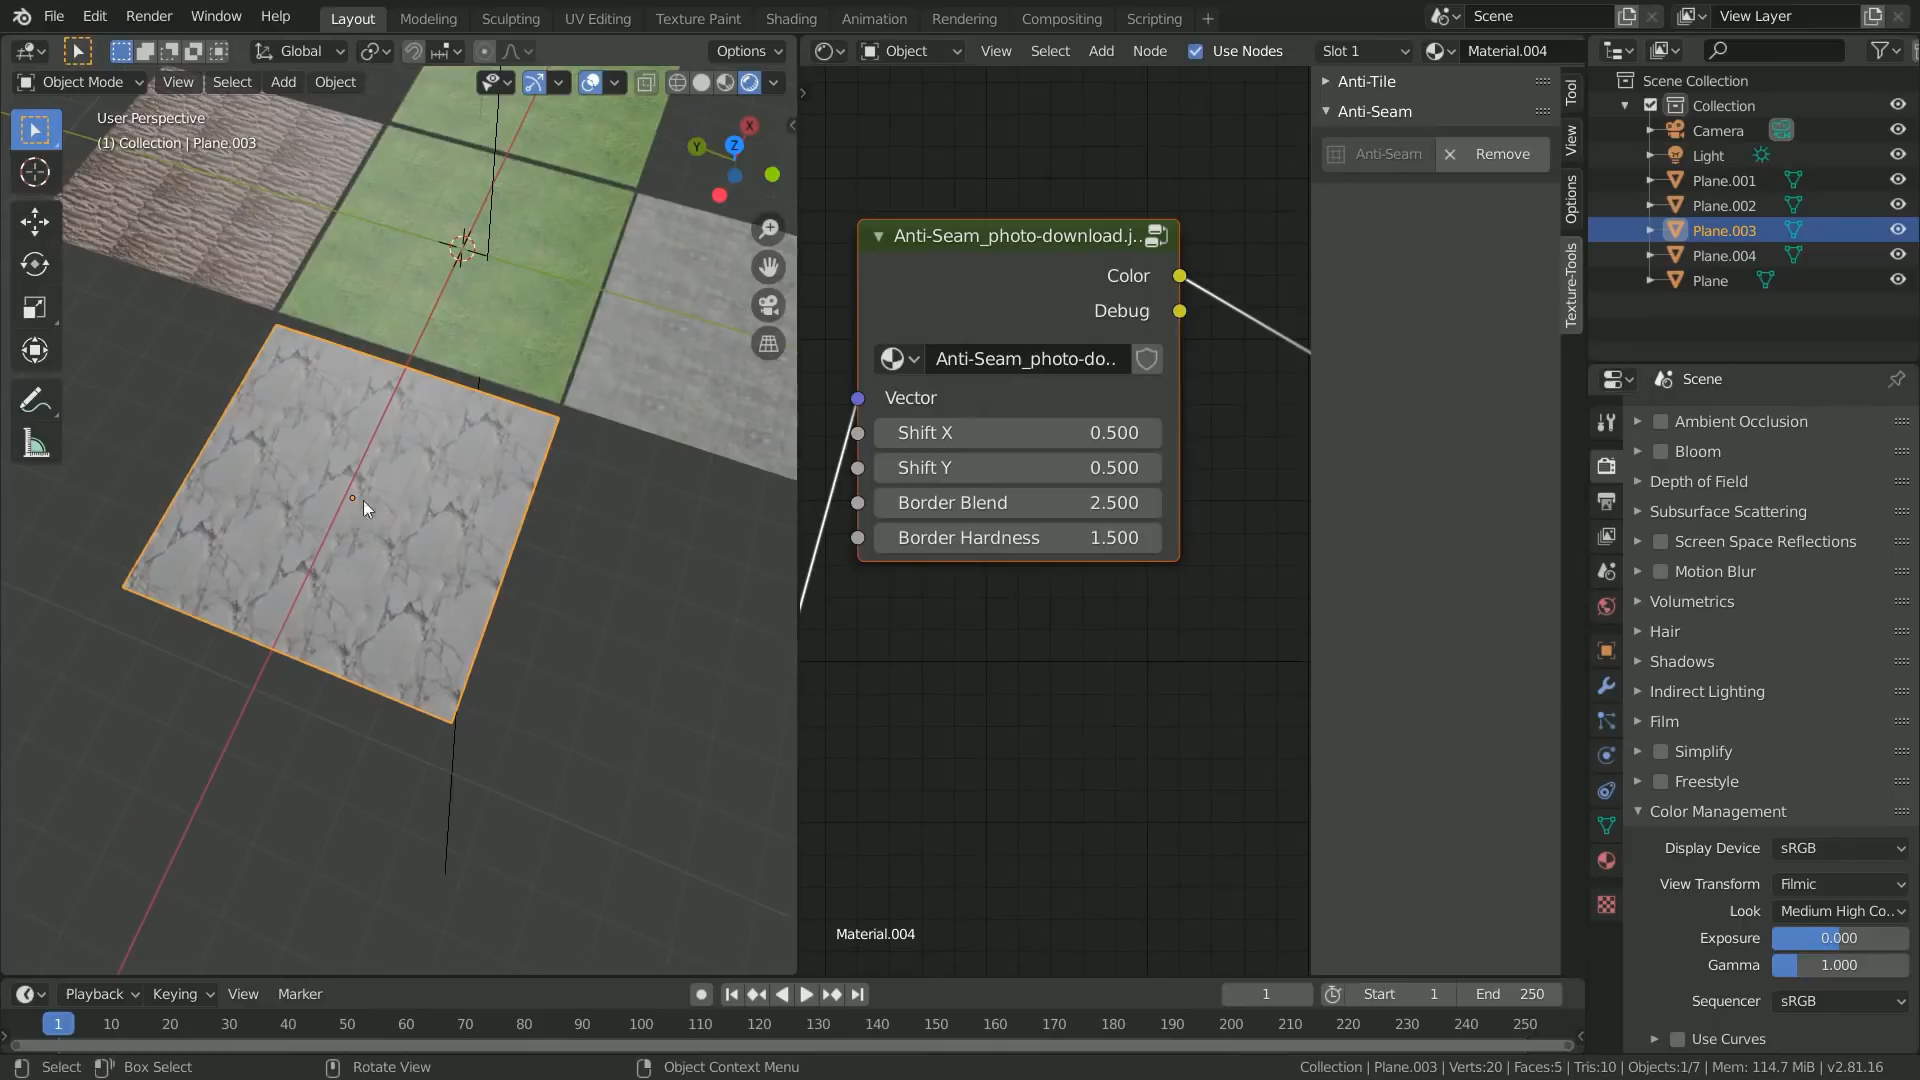 File Edit Render Window Help Layout Modeling Sculpting UV Editing Texture Paint Shading Animation Rendering Compositing Scripting + Scene View Layer
Global Options Object View Select Add Node Use Nodes Slot 1 Material.004
Object Mode View Select Add Object
User Perspective
(1) Collection | Plane.003
X
Y
Z
Anti-Seam_photo-download.j..
Color
Debug
Anti-Seam_photo-do..
Vector
Shift X 0.500
Shift Y 0.500
Border Blend 2.500
Border Hardness 1.500
Material.004
Anti-Tile
Anti-Seam
Anti-Seam Remove
Tool
View
Options
Texture-Tools
Scene Collection
Collection
Camera
Light
Plane.001
Plane.002
Plane.003
Plane.004
Plane
Scene
Ambient Occlusion
Bloom
Depth of Field
Subsurface Scattering
Screen Space Reflections
Motion Blur
Volumetrics
Hair
Shadows
Indirect Lighting
Film
Simplify
Freestyle
Color Management
Display Device sRGB
View Transform Filmic
Look Medium High Co..
Exposure 0.000
Gamma 1.000
Sequencer sRGB
Use Curves
Playback Keying View Marker 1 Start 1 End 250
1 10 20 30 40 50 60 70 80 90 100 110 120 130 140 150 160 170 180 190 200 210 220 230 240 250
Select Box Select Rotate View Object Context Menu Collection | Plane.003 | Verts:20 | Faces:5 | Tris:10 | Objects:1/7 | Mem: 114.7 MiB | v2.81.16